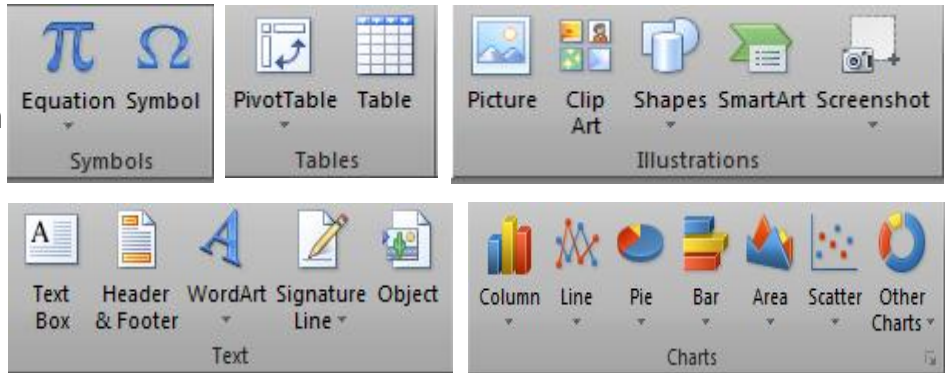 Equation Symbol
Symbols
PivotTable Table
Tables
Picture Clip Shapes SmartArt Screenshot
Art
Illustrations
A
Text Header WordArt Signature Object
Box & Footer Line
Text
Column Line Pie Bar Area Scatter Other
Charts
Charts